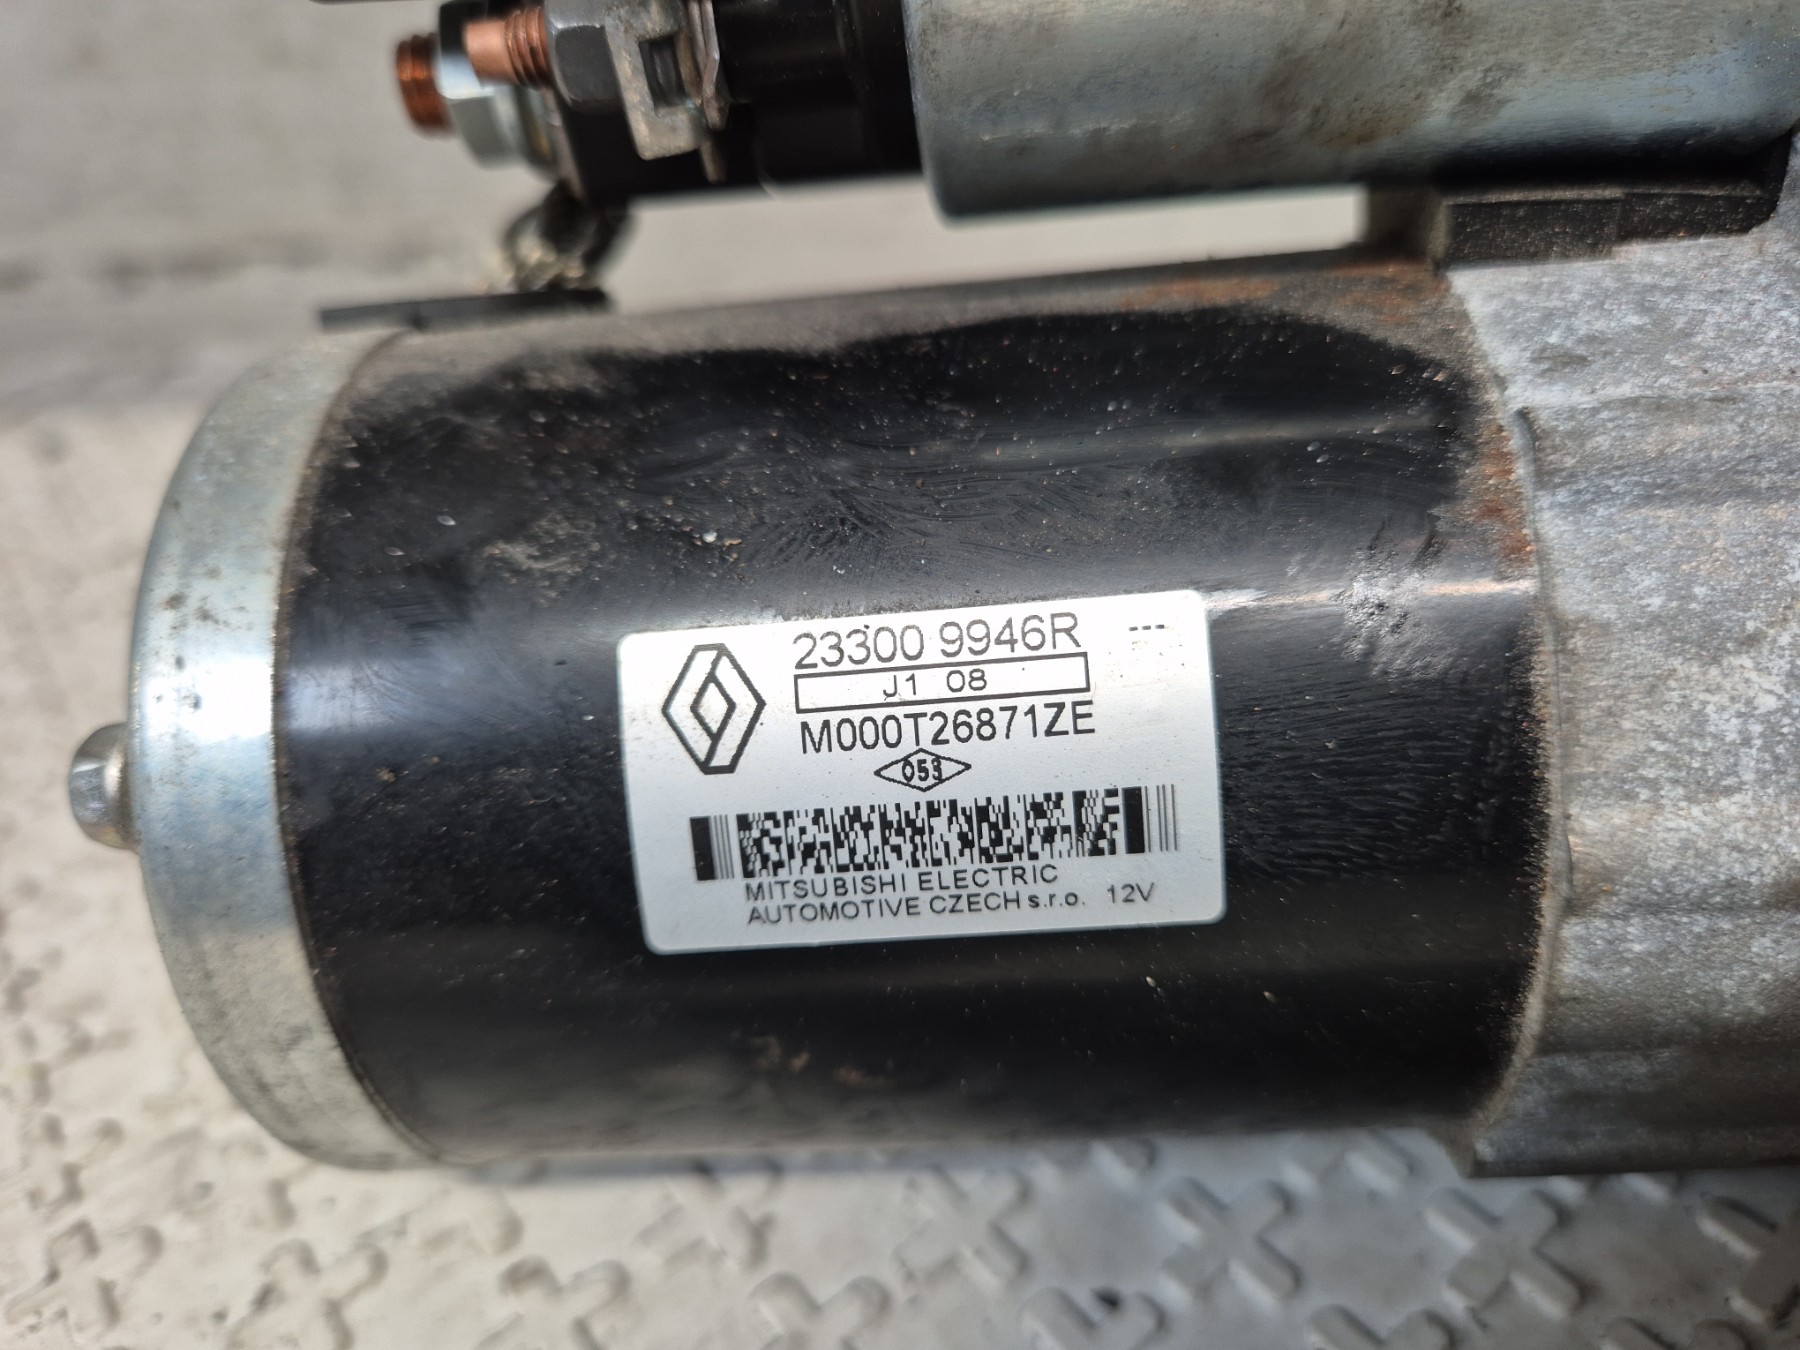 23300 9946R ---
J1 08
M000T26871ZE
053
MITSUBISHI ELECTRIC
AUTOMOTIVE CZECH s.r.o. 12V